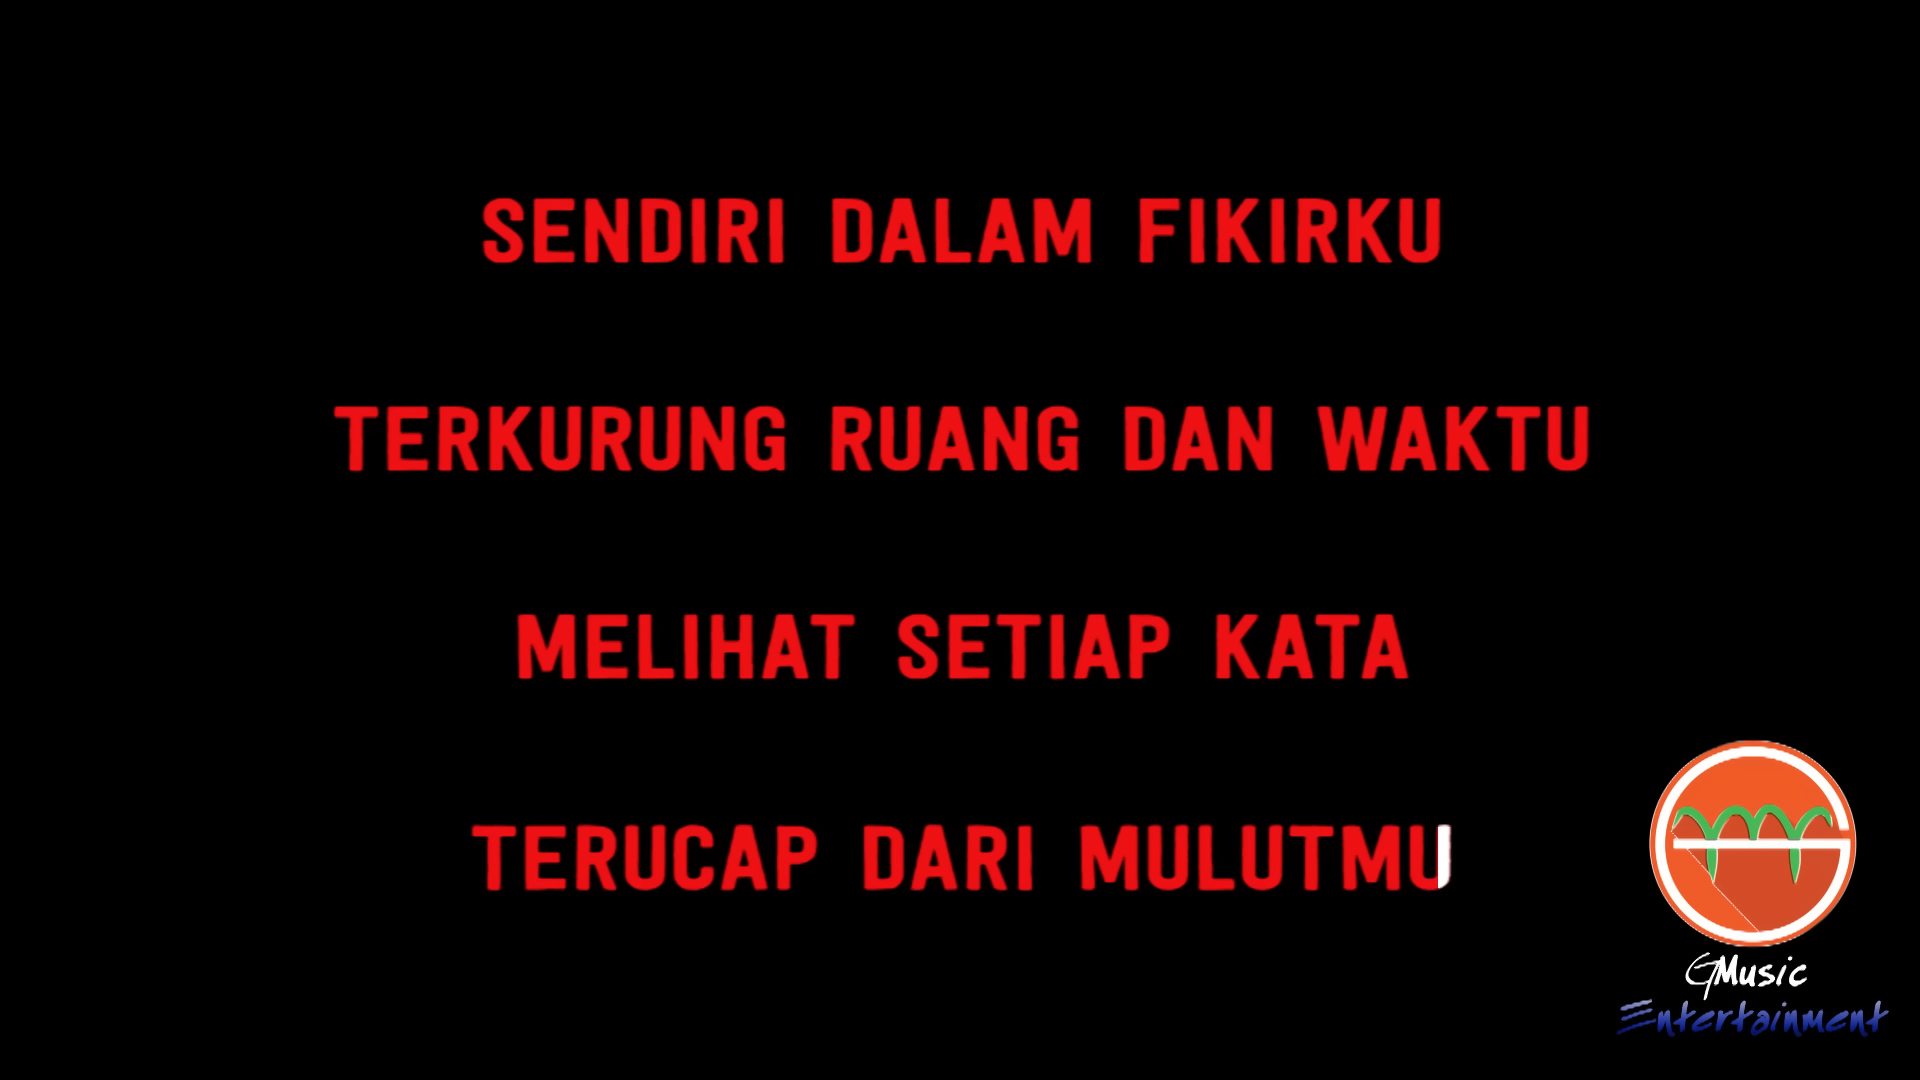 SENDIRI DALAM FIKIRKU
TERKURUNG RUANG DAN WAKTU
MELIHAT SETIAP KATA
TERUCAP DARI MULUTMU
GMusic
Entertainment